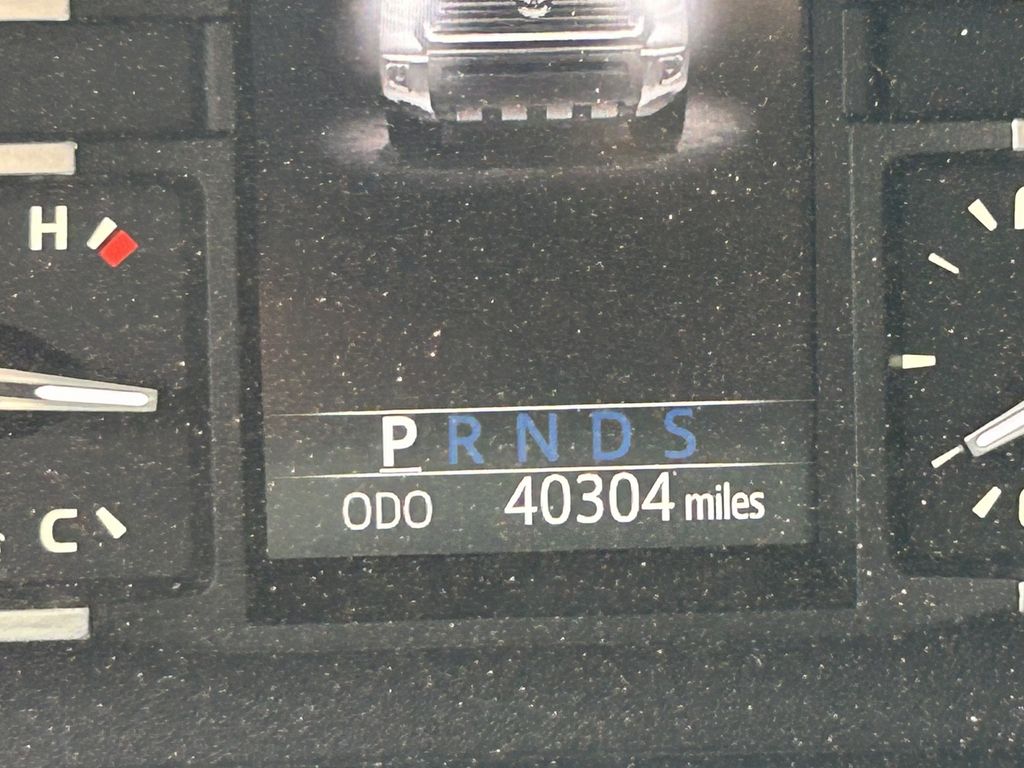 H
P R N D S
ODO 40304 miles
C